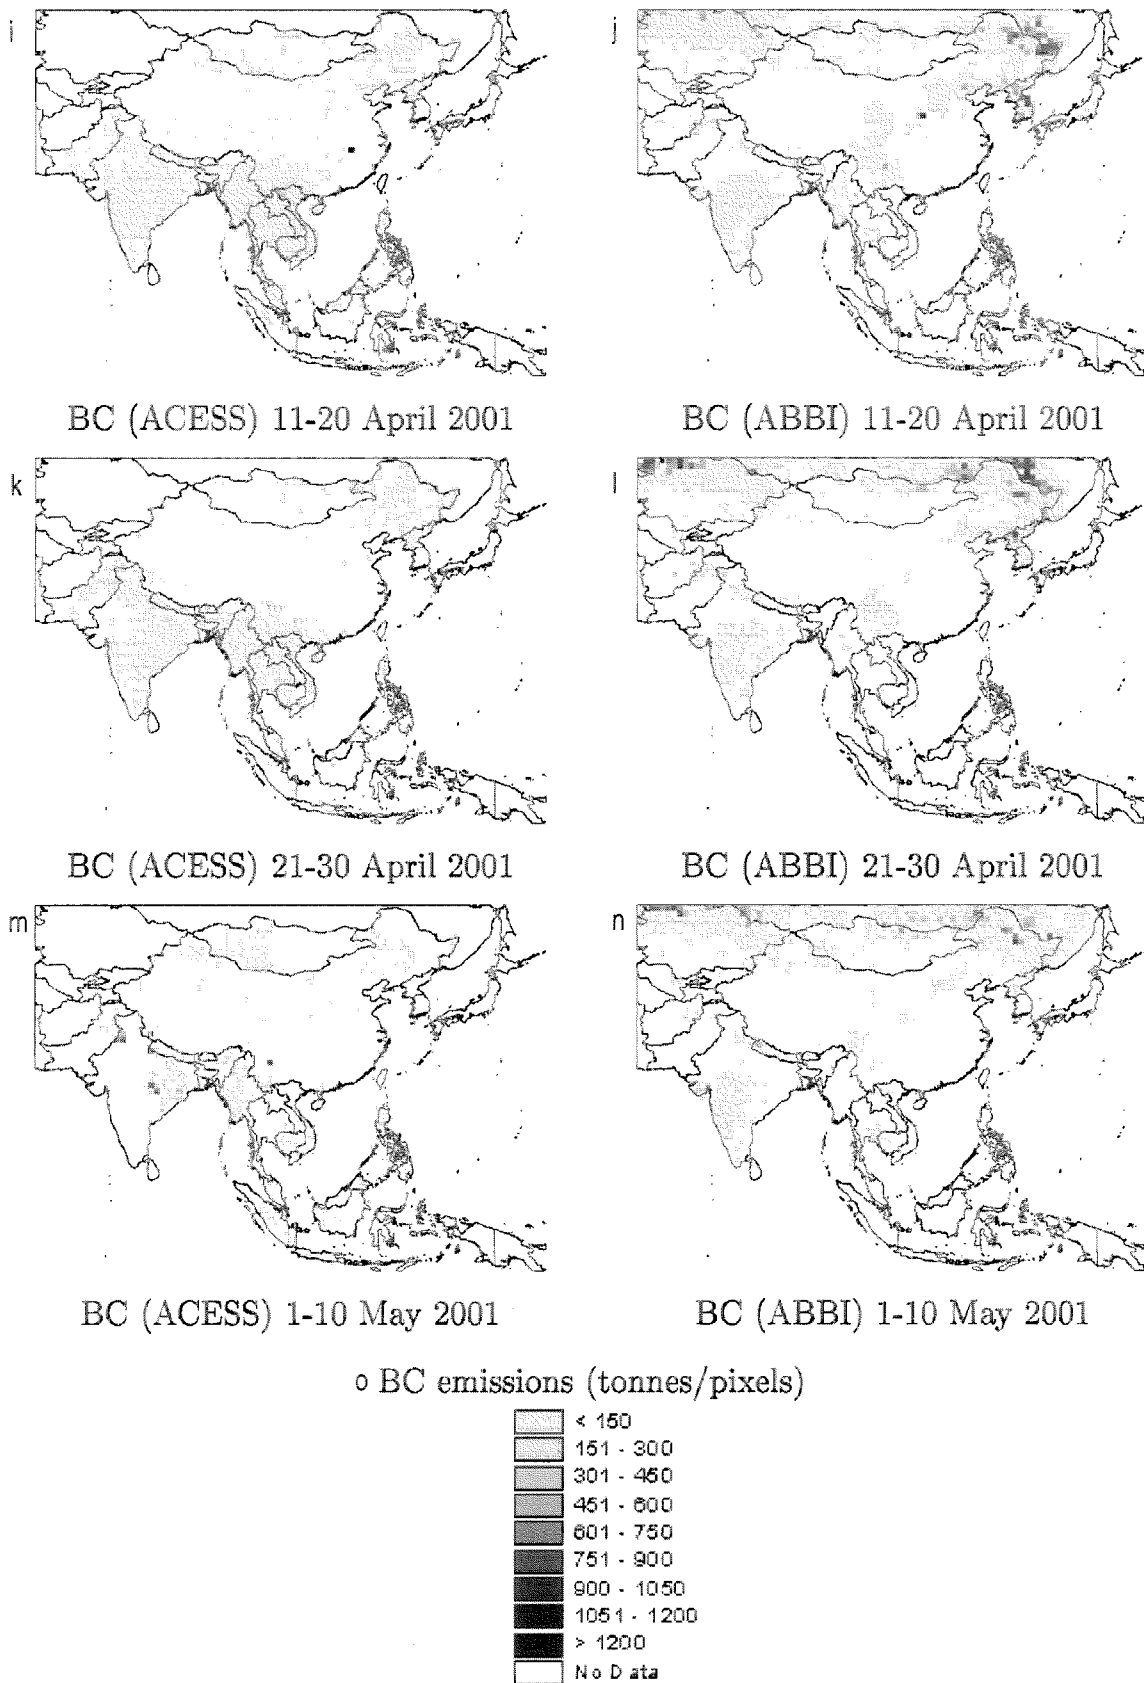 i
j
BC (ACESS) 11-20 April 2001
BC (ABBI) 11-20 April 2001
k
l
BC (ACESS) 21-30 April 2001
BC (ABBI) 21-30 April 2001
m
n
BC (ACESS) 1-10 May 2001
BC (ABBI) 1-10 May 2001
o BC emissions (tonnes/pixels)
< 150
151 - 300
301 - 450
451 - 600
601 - 750
751 - 900
900 - 1050
1051 - 1200
> 1200
No Data